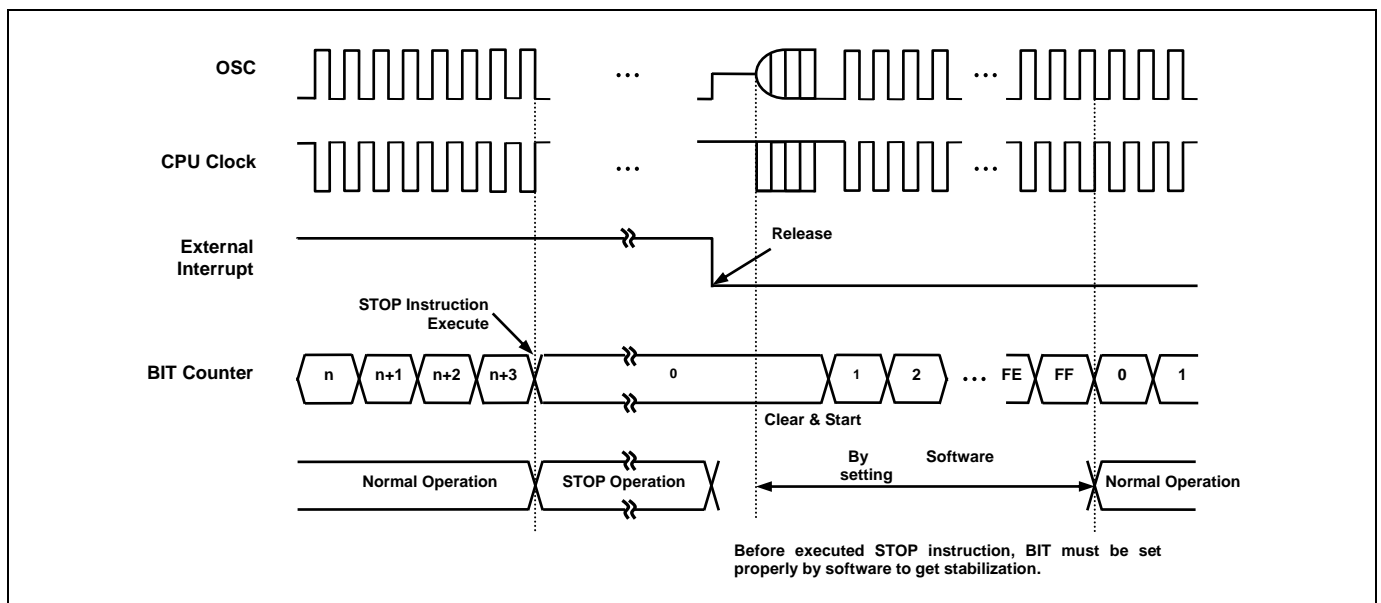 OSC
...
...
CPU Clock
...
...
External
Interrupt
Release
STOP Instruction
Execute
BIT Counter
n
n+1
n+2
n+3
0
1
2
...
FE
FF
0
1
Clear & Start
Normal Operation
STOP Operation
By Software
setting
Normal Operation
Before executed STOP instruction, BIT must be set
properly by software to get stabilization.